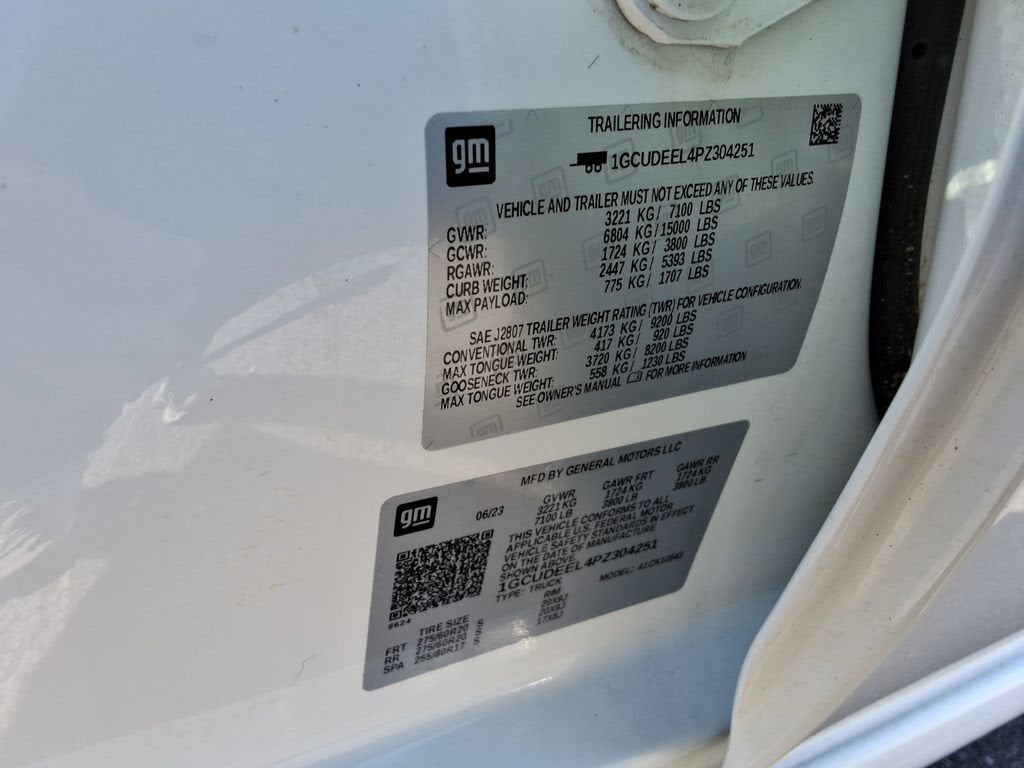 gm
TRAILERING INFORMATION
1GCUDEEL4PZ304251
VEHICLE AND TRAILER MUST NOT EXCEED ANY OF THESE VALUES.
GVWR: 3221 KG/ 7100 LBS
GCWR: 6804 KG/15000 LBS
RGAWR: 1724 KG/ 3800 LBS
CURB WEIGHT: 2447 KG/ 5393 LBS
MAX PAYLOAD: 775 KG/ 1707 LBS
SAE J2807 TRAILER WEIGHT RATING (TWR) FOR VEHICLE CONFIGURATION.
CONVENTIONAL TWR: 4173 KG/ 9200 LBS
MAX TONGUE WEIGHT: 417 KG/ 920 LBS
GOOSENECK TWR: 3720 KG/ 8200 LBS
MAX TONGUE WEIGHT: 558 KG/ 1230 LBS
SEE OWNER'S MANUAL FOR MORE INFORMATION
gm
MFD BY GENERAL MOTORS LLC
06/23
GVWR GAWR FRT GAWR RR
3221 KG 1724 KG 1724 KG
7100 LB 3800 LB 3800 LB
THIS VEHICLE CONFORMS TO ALL
APPLICABLE U.S. FEDERAL MOTOR
VEHICLE SAFETY STANDARDS IN EFFECT
ON THE DATE OF MANUFACTURE
SHOWN ABOVE.
1GCUDEEL4PZ304251
TYPE: TRUCK MODEL: 41CK10543
8624
TIRE SIZE RIM
FRT 275/60R20 S 20X9J
RR 275/60R20 S 20X9J
SPA 255/80R17 S 17X8J